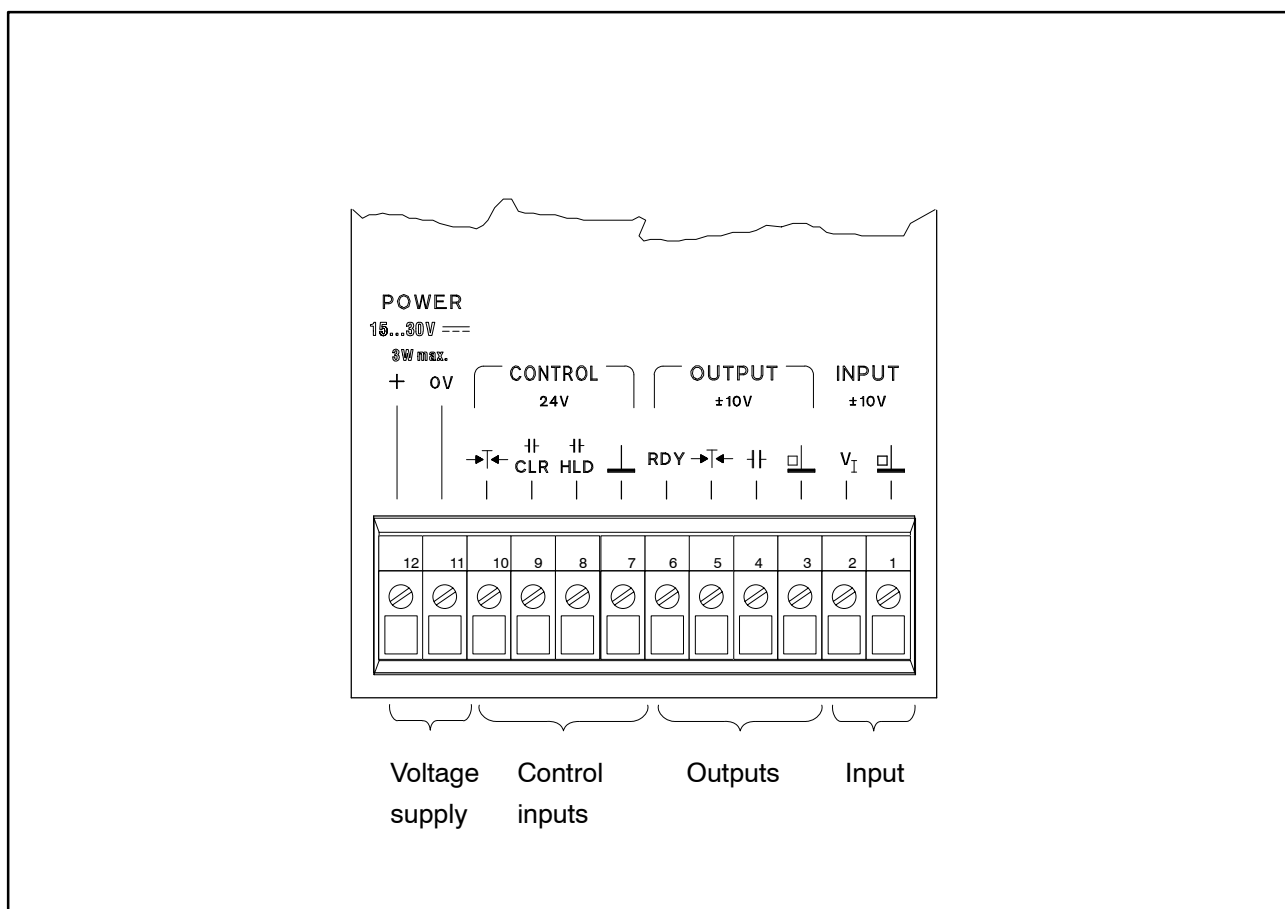 POWER
15...30V
3W max.
+ 0V
CONTROL
24V
OUTPUT
±10V
INPUT
±10V
CLR HLD RDY V_I
12 11 10 9 8 7 6 5 4 3 2 1
Voltage supply
Control inputs
Outputs
Input